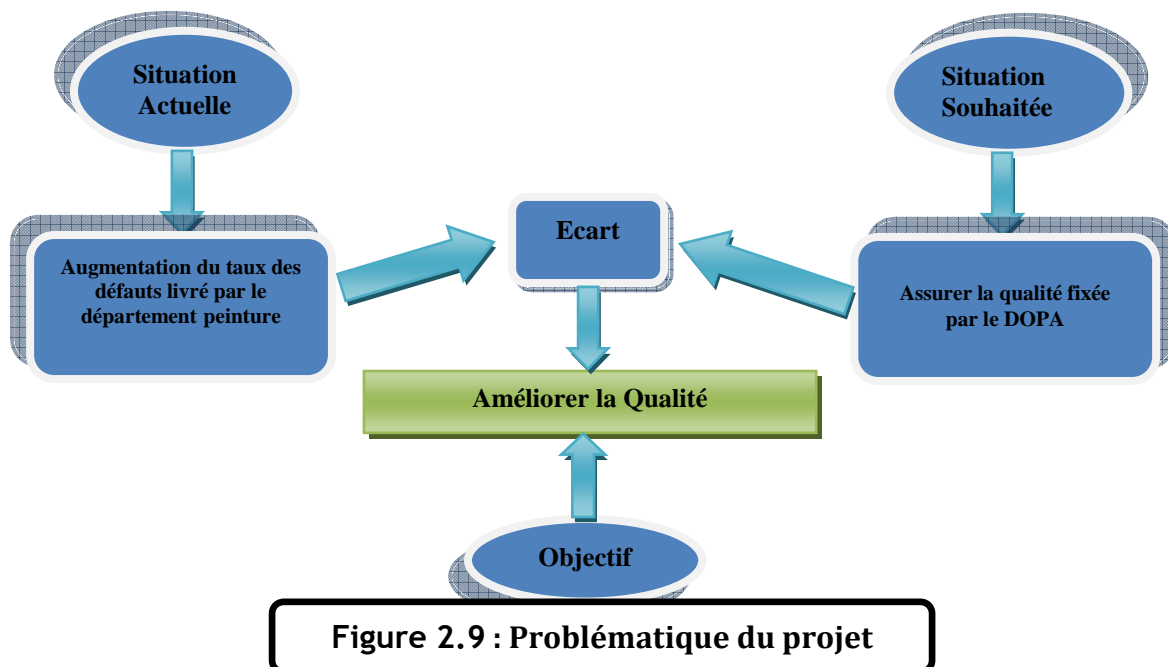 Situation
Actuelle
Situation
Souhaitée
Augmentation du taux des
défauts livré par le
département peinture
Ecart
Assurer la qualité fixée
par le DOPA
Améliorer la Qualité
Objectif
Figure 2.9 : Problématique du projet